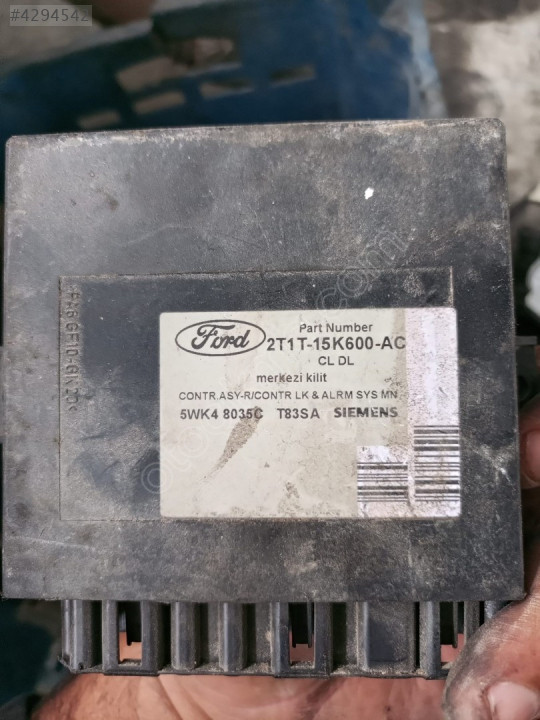 #4294542
Ford
Part Number
2T1T-15K600-AC
CL DL
merkezi kilit
CONTR.ASY-R/CONTR LK & ALRM SYS MN
5WK4 8035C T83SA SIEMENS